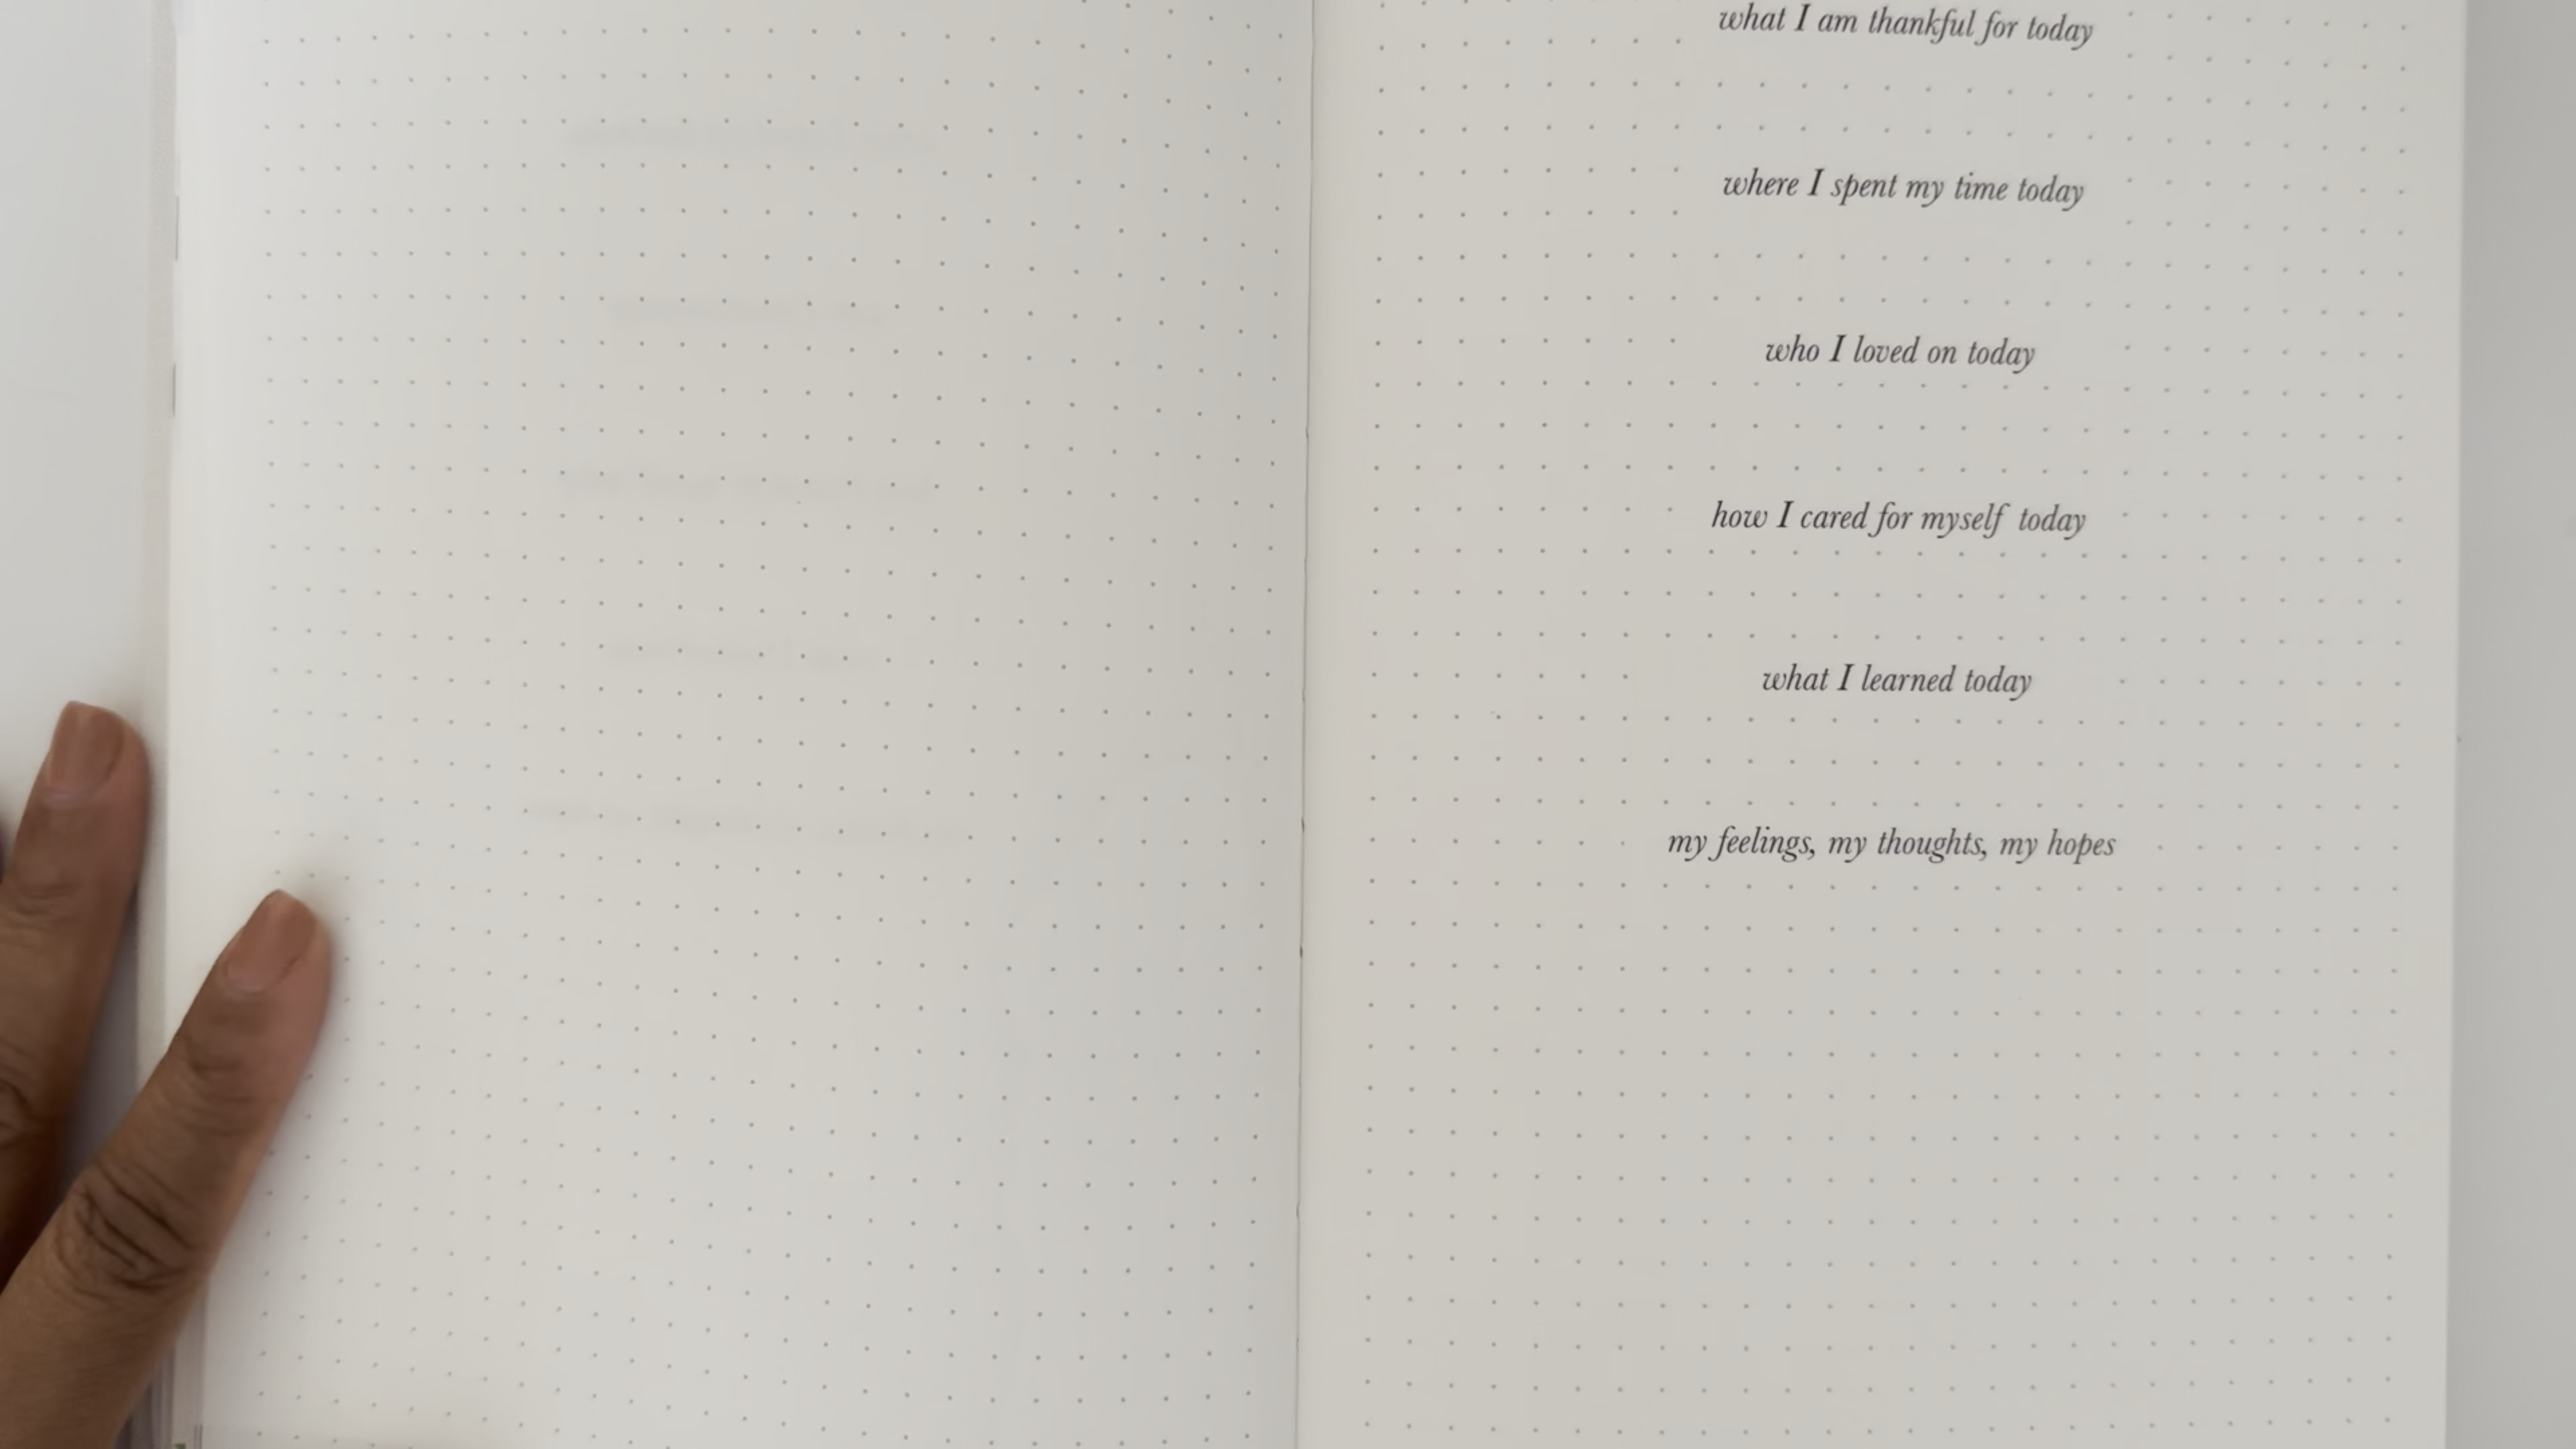 what I am thankful for today
where I spent my time today
who I loved on today
how I cared for myself today
what I learned today
my feelings, my thoughts, my hopes